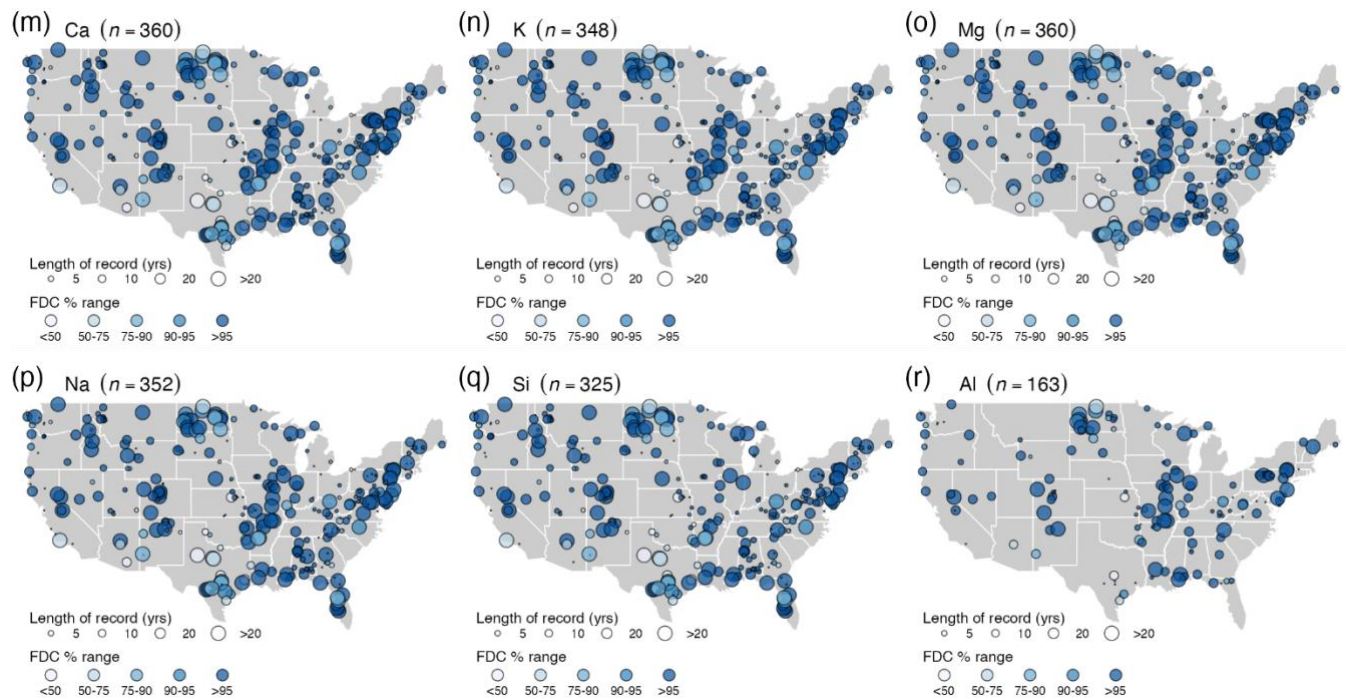 (m) Ca (n = 360)
(n) K (n = 348)
(o) Mg (n = 360)
Length of record (yrs)
5 10 20 >20
FDC % range
<50 50-75 75-90 90-95 >95
Length of record (yrs)
5 10 20 >20
FDC % range
<50 50-75 75-90 90-95 >95
Length of record (yrs)
5 10 20 >20
FDC % range
<50 50-75 75-90 90-95 >95
(p) Na (n = 352)
(q) Si (n = 325)
(r) Al (n = 163)
Length of record (yrs)
5 10 20 >20
FDC % range
<50 50-75 75-90 90-95 >95
Length of record (yrs)
5 10 20 >20
FDC % range
<50 50-75 75-90 90-95 >95
Length of record (yrs)
5 10 20 >20
FDC % range
<50 50-75 75-90 90-95 >95